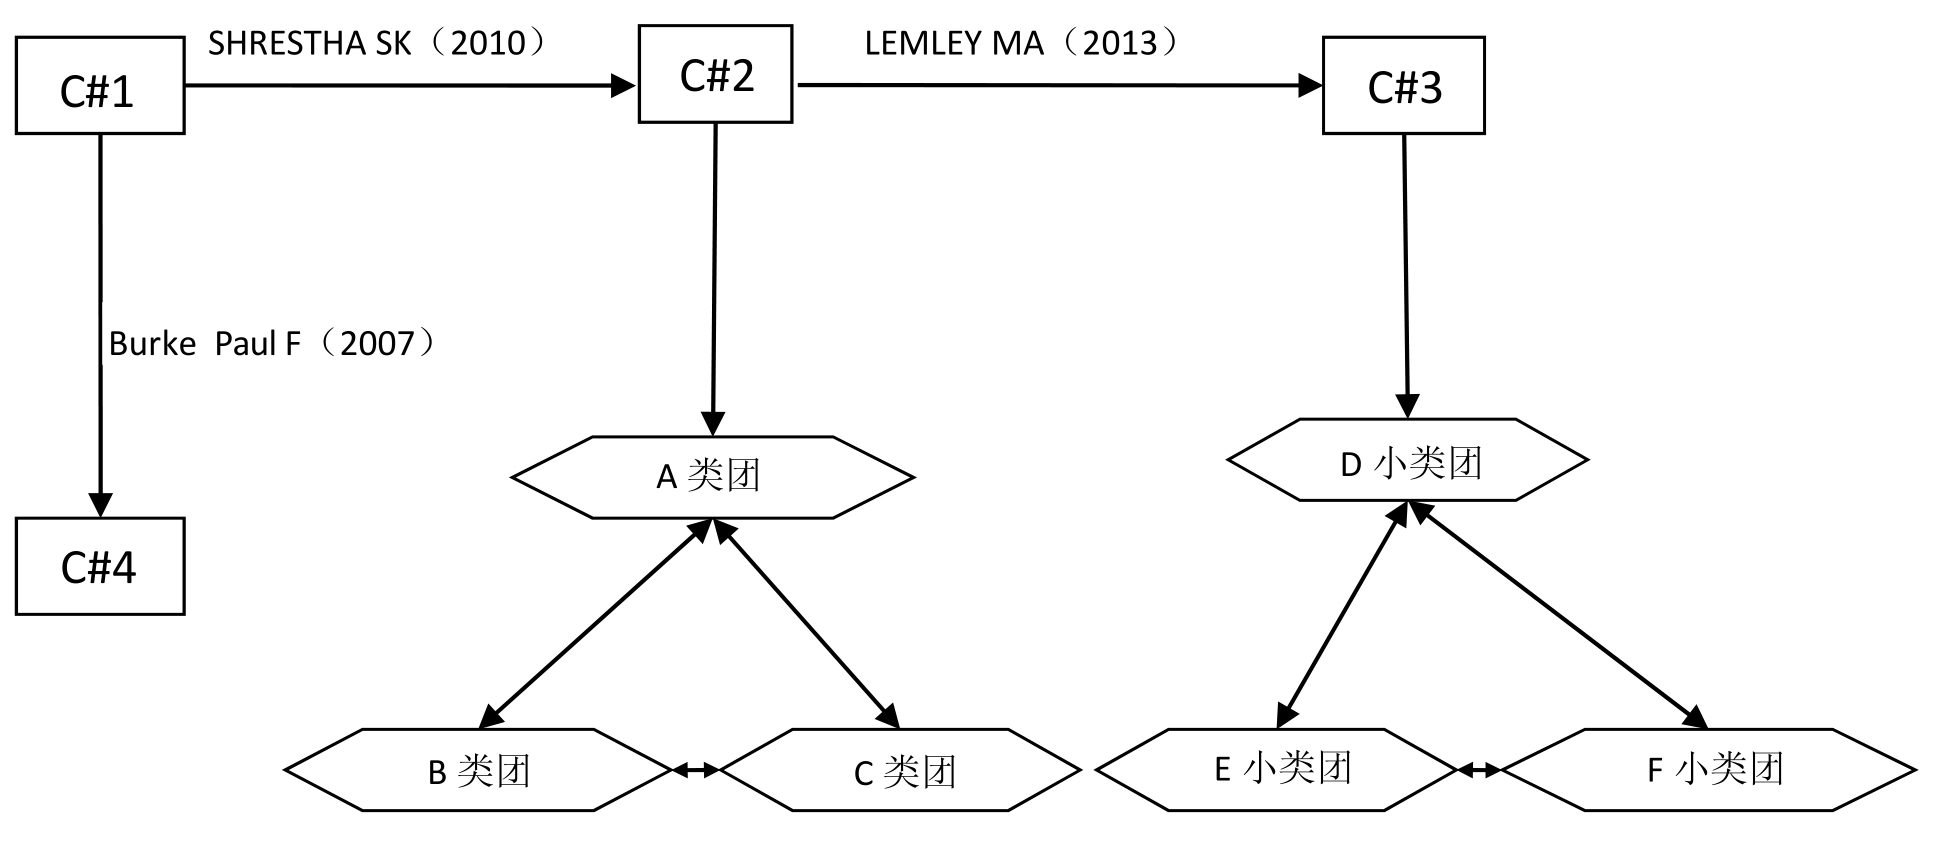 SHRESTHA SK（2010）
LEMLEY MA（2013）
C#1
C#2
C#3
Burke  Paul F（2007）
A 类团
D 小类团
C#4
B 类团
C 类团
E 小类团
F 小类团